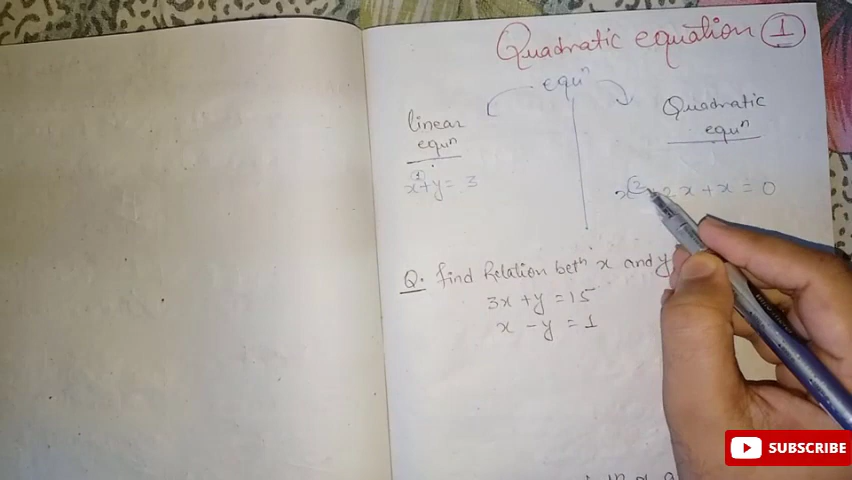 Quadratic equation 1
equⁿ
linear
equⁿ
x¹+y = 3
Quadratic
equⁿ
x² + 2x + x = 0
Q. find Relation betⁿ x and y
3x + y = 15
x - y = 1
SUBSCRIBE